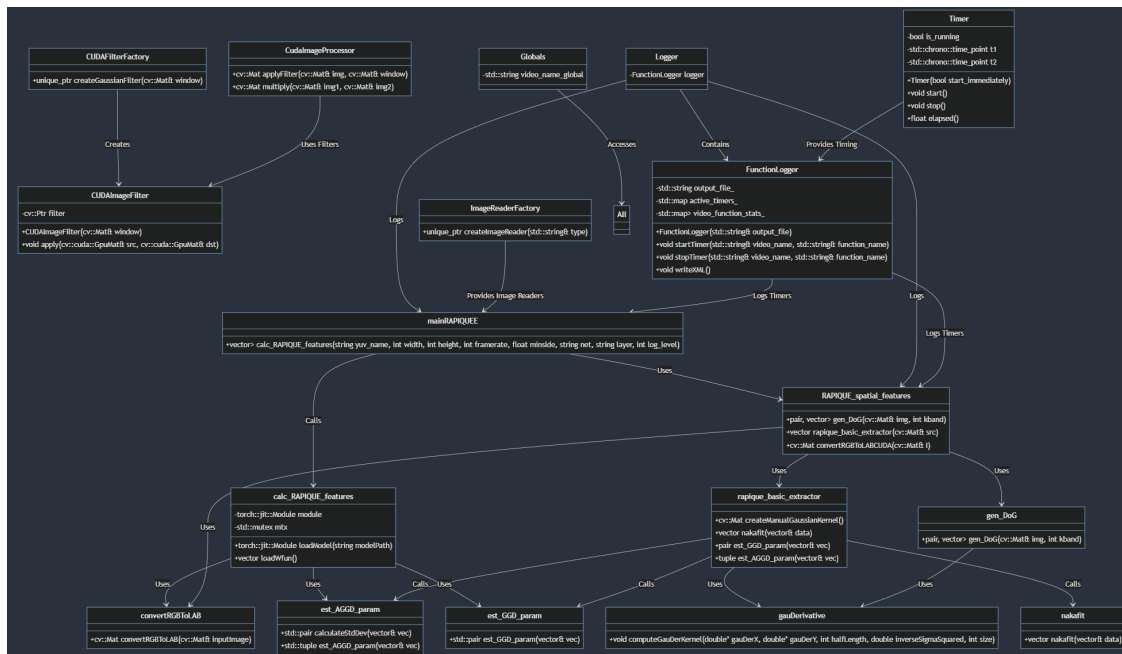 Timer
-bool is_running
-std::chrono::time_point t1
-std::chrono::time_point t2
+Timer(bool start_immediately)
+void start()
+void stop()
+float elapsed()
CUDAFilterFactory
+unique_ptr createGaussianFilter(cv::Mat& window)
CudaImageProcessor
+cv::Mat applyFilter(cv::Mat& img, cv::Mat& window)
+cv::Mat multiply(cv::Mat& img1, cv::Mat& img2)
Globals
-std::string video_name_global
Logger
-FunctionLogger logger
Creates
Uses Filters
Accesses
Contains
Provides Timing
CUDAImageFilter
-cv::Ptr filter
+CUDAImageFilter(cv::Mat& window)
+void apply(cv::cuda::GpuMat& src, cv::cuda::GpuMat& dst)
Logs
ImageReaderFactory
+unique_ptr createImageReader(std::string& type)
All
FunctionLogger
-std::string output_file_
-std::map active_timers_
-std::map> video_function_stats_
+FunctionLogger(std::string& output_file)
+void startTimer(std::string& video_name, std::string& function_name)
+void stopTimer(std::string& video_name, std::string& function_name)
+void writeXML()
Provides Image Readers
Logs Timers
Logs
Logs Timers
mainRAPIQUEE
+vector> calc_RAPIQUE_features(string yuv_name, int width, int height, int framerate, float minside, string net, string layer, int log_level)
Uses
Calls
RAPIQUE_spatial_features
+pair, vector> gen_DoG(cv::Mat& img, int kband)
+vector rapique_basic_extractor(cv::Mat& src)
+cv::Mat convertRGBToLABCUDA(cv::Mat& I)
Uses
Uses
Uses
calc_RAPIQUE_features
-torch::jit::Module module
-std::mutex mtx
+torch::jit::Module loadModel(string modelPath)
+vector loadWfun()
rapique_basic_extractor
+cv::Mat createManualGaussianKernel()
+vector nakafit(vector& data)
+pair est_GGD_param(vector& vec)
+tuple est_AGGD_param(vector& vec)
gen_DoG
+pair, vector> gen_DoG(cv::Mat& img, int kband)
Uses
Uses
Calls
Uses
Calls
Uses
Uses
Calls
convertRGBToLAB
+cv::Mat convertRGBToLAB(cv::Mat& inputImage)
est_AGGD_param
+std::pair calculateStdDev(vector& vec)
+std::tuple est_AGGD_param(vector& vec)
est_GGD_param
+std::pair est_GGD_param(vector& vec)
gauDerivative
+void computeGauDerKernel(double* gauDerX, double* gauDerY, int halfLength, double inverseSigmaSquared, int size)
nakafit
+vector nakafit(vector& data)